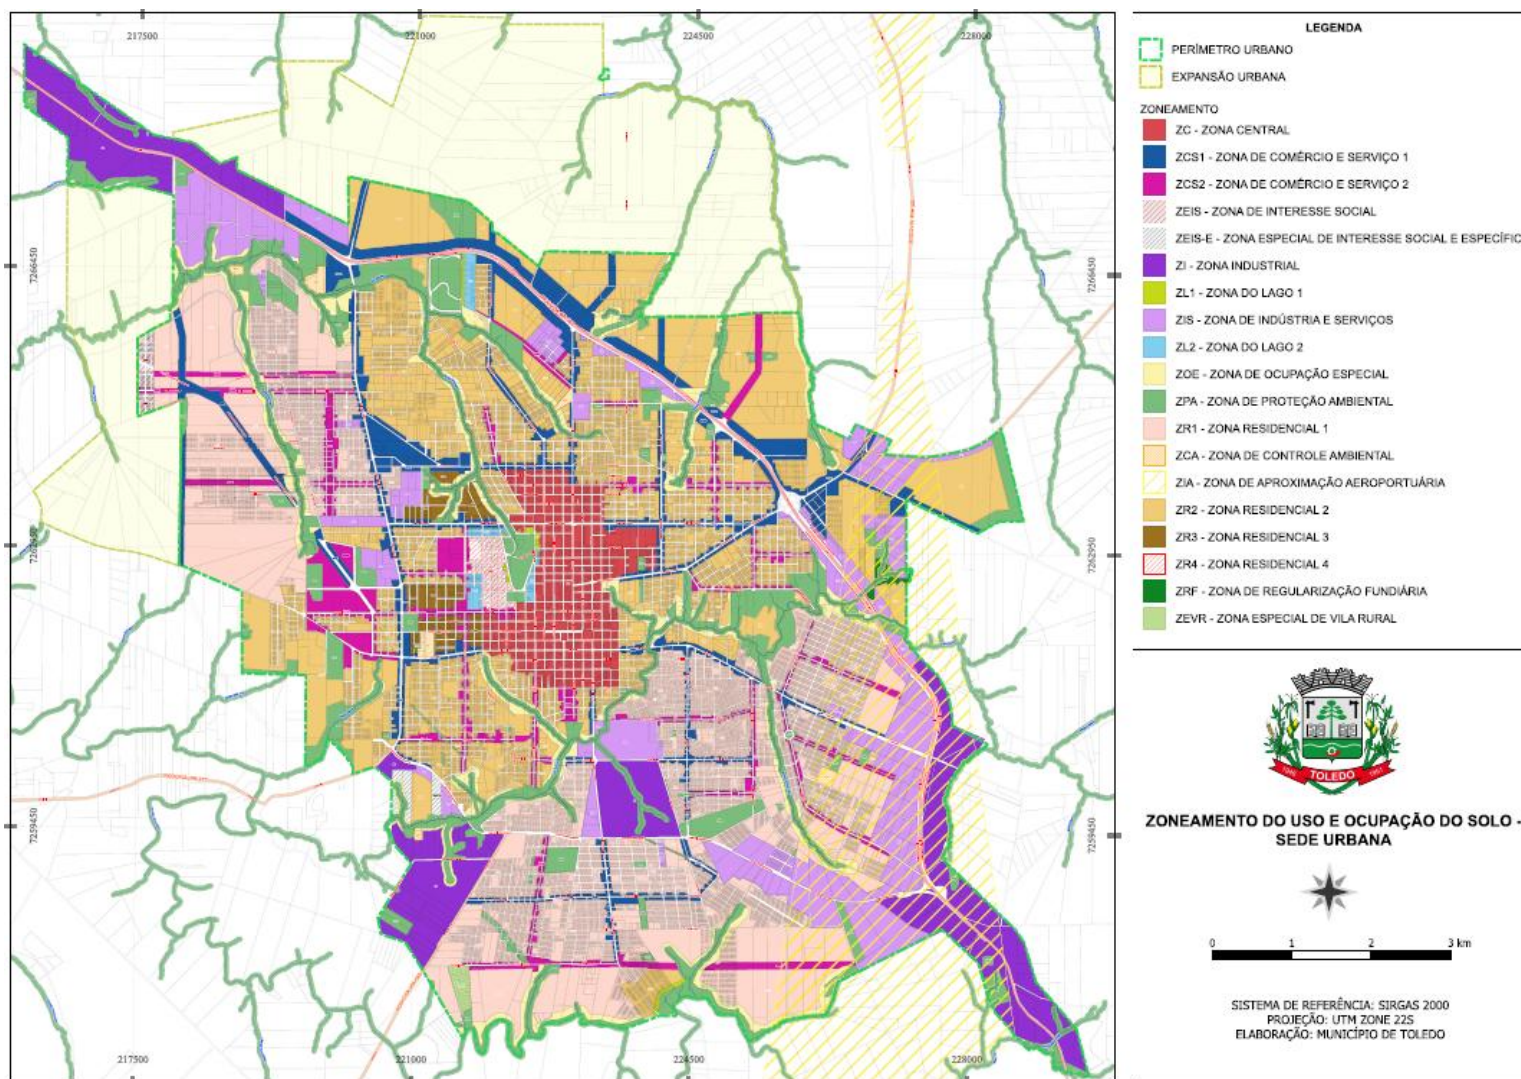 217500
221000
224500
228000
7266450
7266450
7262950
7262950
7259450
7259450
217500
221000
224500
228000
LEGENDA
PERÍMETRO URBANO
EXPANSÃO URBANA
ZONEAMENTO
ZC - ZONA CENTRAL
ZCS1 - ZONA DE COMÉRCIO E SERVIÇO 1
ZCS2 - ZONA DE COMÉRCIO E SERVIÇO 2
ZEIS - ZONA DE INTERESSE SOCIAL
ZEIS-E - ZONA ESPECIAL DE INTERESSE SOCIAL E ESPECÍFIC
ZI - ZONA INDUSTRIAL
ZL1 - ZONA DO LAGO 1
ZIS - ZONA DE INDÚSTRIA E SERVIÇOS
ZL2 - ZONA DO LAGO 2
ZOE - ZONA DE OCUPAÇÃO ESPECIAL
ZPA - ZONA DE PROTEÇÃO AMBIENTAL
ZR1 - ZONA RESIDENCIAL 1
ZCA - ZONA DE CONTROLE AMBIENTAL
ZIA - ZONA DE APROXIMAÇÃO AEROPORTUÁRIA
ZR2 - ZONA RESIDENCIAL 2
ZR3 - ZONA RESIDENCIAL 3
ZR4 - ZONA RESIDENCIAL 4
ZRF - ZONA DE REGULARIZAÇÃO FUNDIÁRIA
ZEVR - ZONA ESPECIAL DE VILA RURAL
TOLEDO
ZONEAMENTO DO USO E OCUPAÇÃO DO SOLO -
SEDE URBANA
0 1 2 3 km
SISTEMA DE REFERÊNCIA: SIRGAS 2000
PROJEÇÃO: UTM ZONE 22S
ELABORAÇÃO: MUNICÍPIO DE TOLEDO